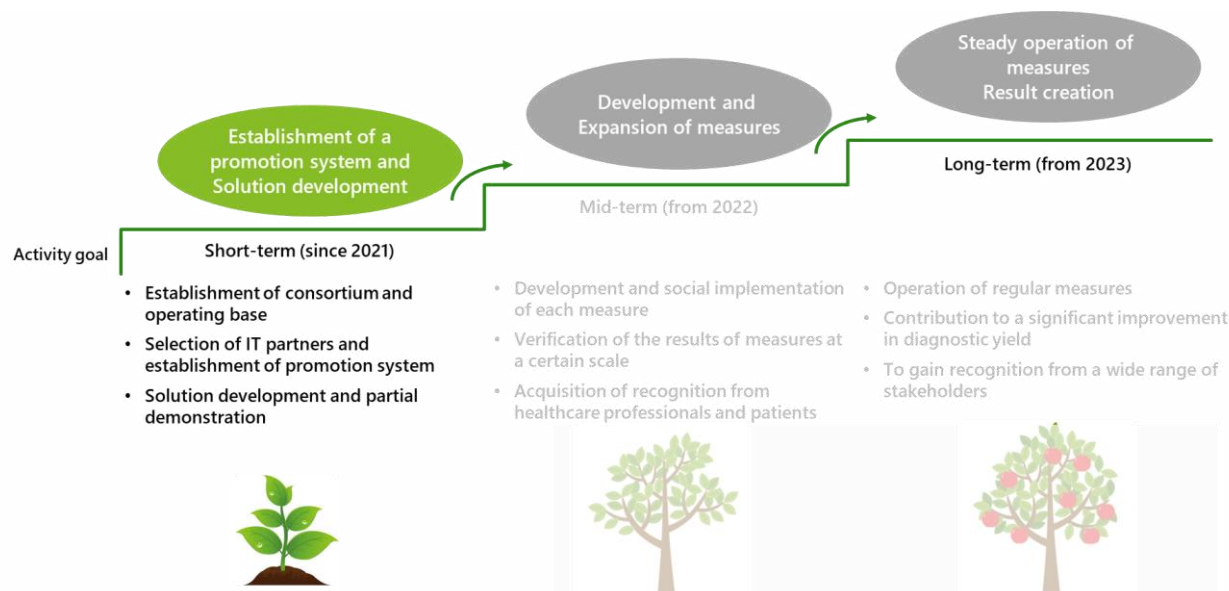 Steady operation of
measures
Result creation
Development and
Expansion of measures
Establishment of a
promotion system and
Solution development
Long-term (from 2023)
Mid-term (from 2022)
Short-term (since 2021)
Activity goal
• Establishment of consortium and
operating base
• Selection of IT partners and
establishment of promotion system
• Solution development and partial
demonstration
• Development and social implementation
of each measure
• Verification of the results of measures at
a certain scale
• Acquisition of recognition from
healthcare professionals and patients
• Operation of regular measures
• Contribution to a significant improvement
in diagnostic yield
• To gain recognition from a wide range of
stakeholders